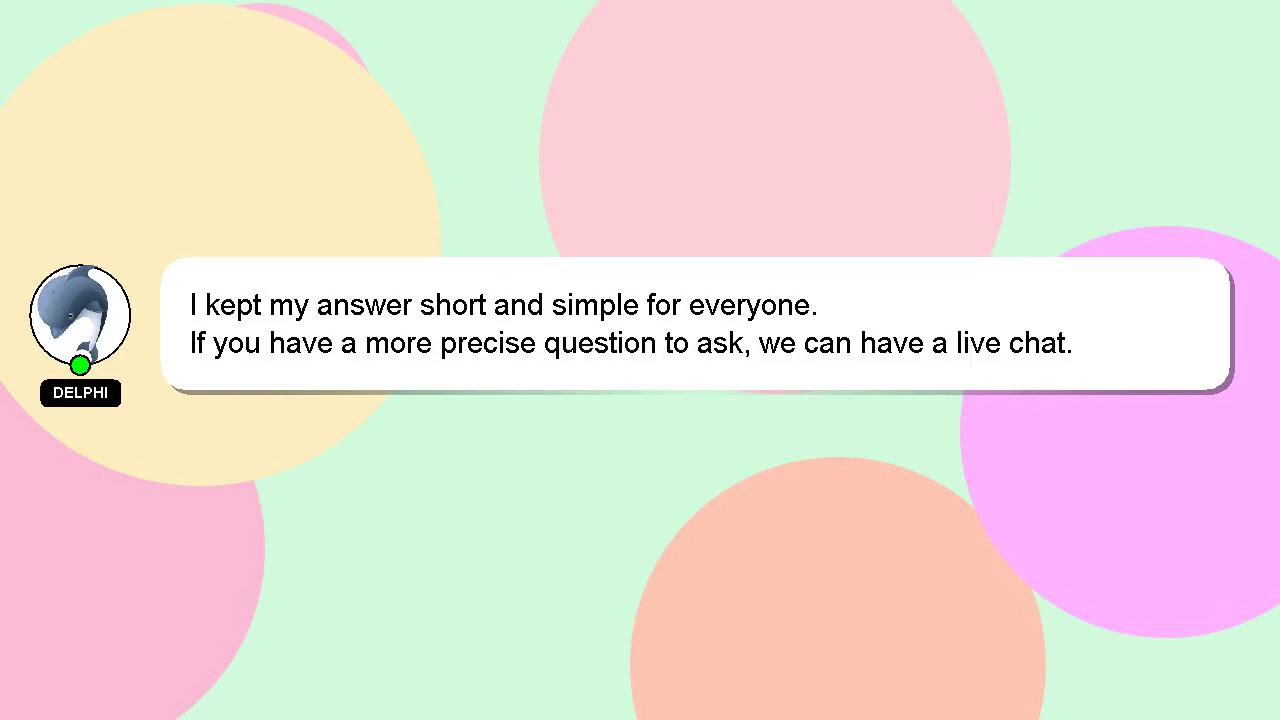 I kept my answer short and simple for everyone.
If you have a more precise question to ask, we can have a live chat.
DELPHI